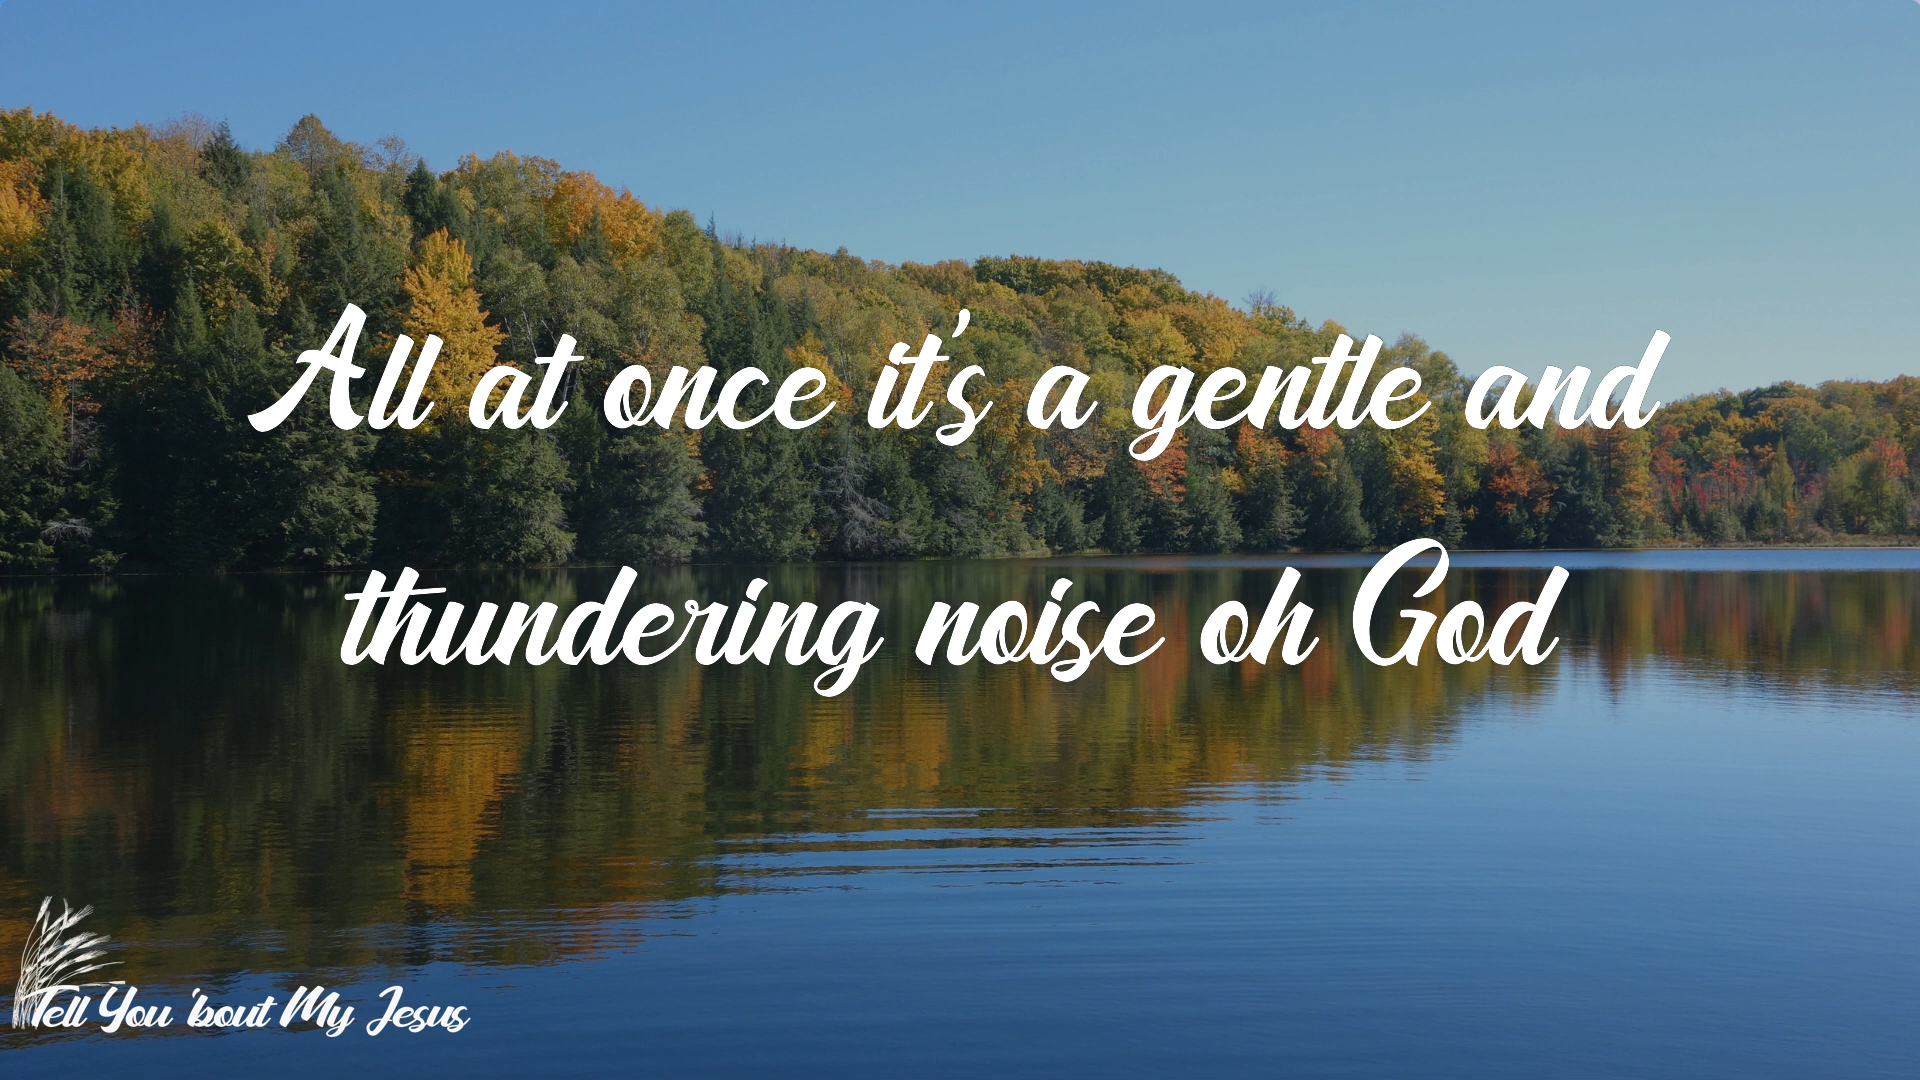 All at once it's a gentle and
thundering noise oh God
Tell You 'bout My Jesus